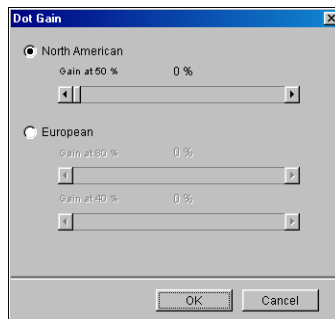 Dot Gain
North American
Gain at 50 % 0 %
European
Gain at 80 % 0 %
Gain at 40 % 0 %
OK Cancel